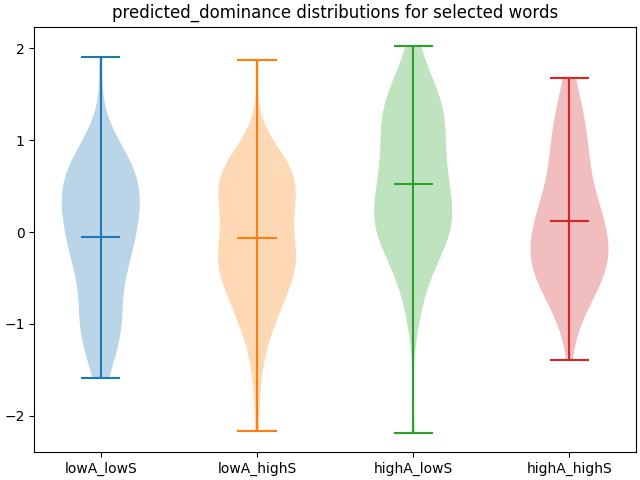 predicted_dominance distributions for selected words
2
1
0
−1
−2
lowA_lowS
lowA_highS
highA_lowS
highA_highS